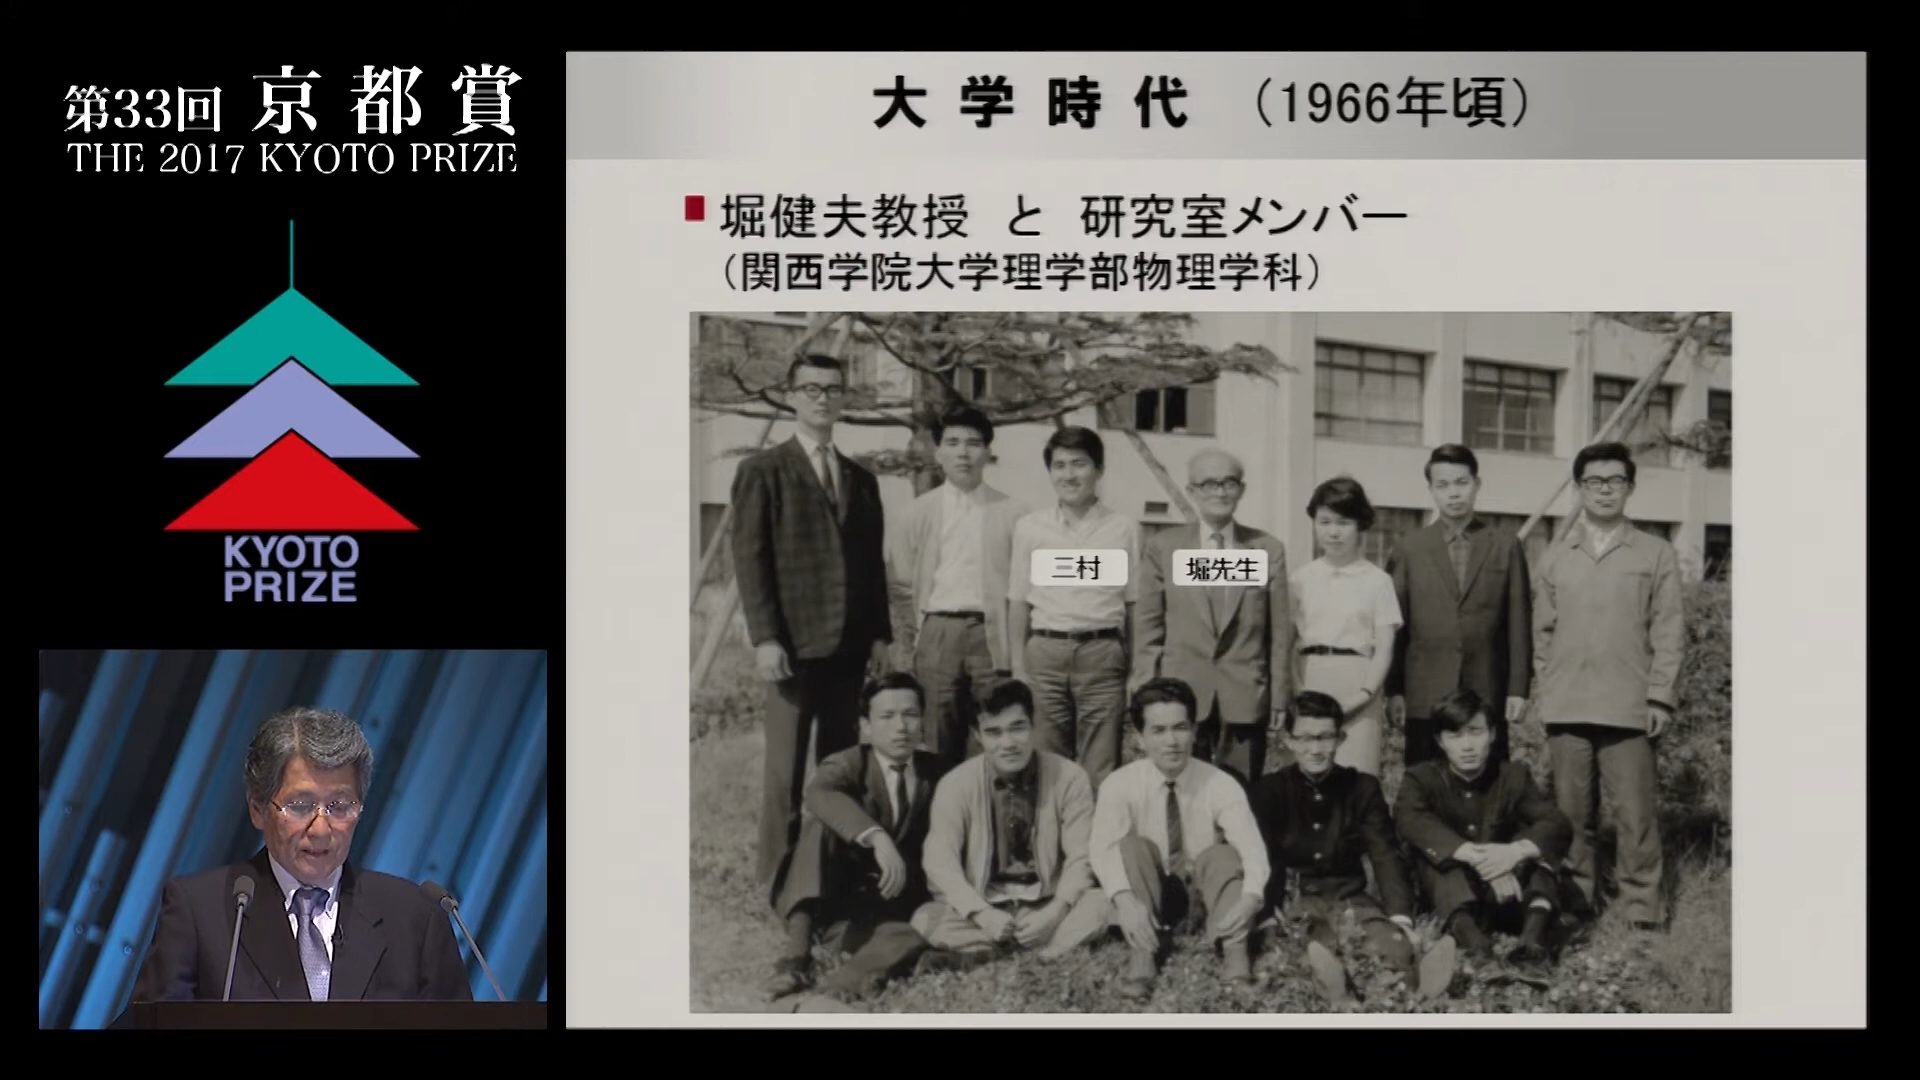 第33回 京都賞
THE 2017 KYOTO PRIZE
KYOTO
PRIZE
大学時代 （1966年頃）
堀健夫教授 と 研究室メンバー
（関西学院大学理学部物理学科）
三村
堀先生